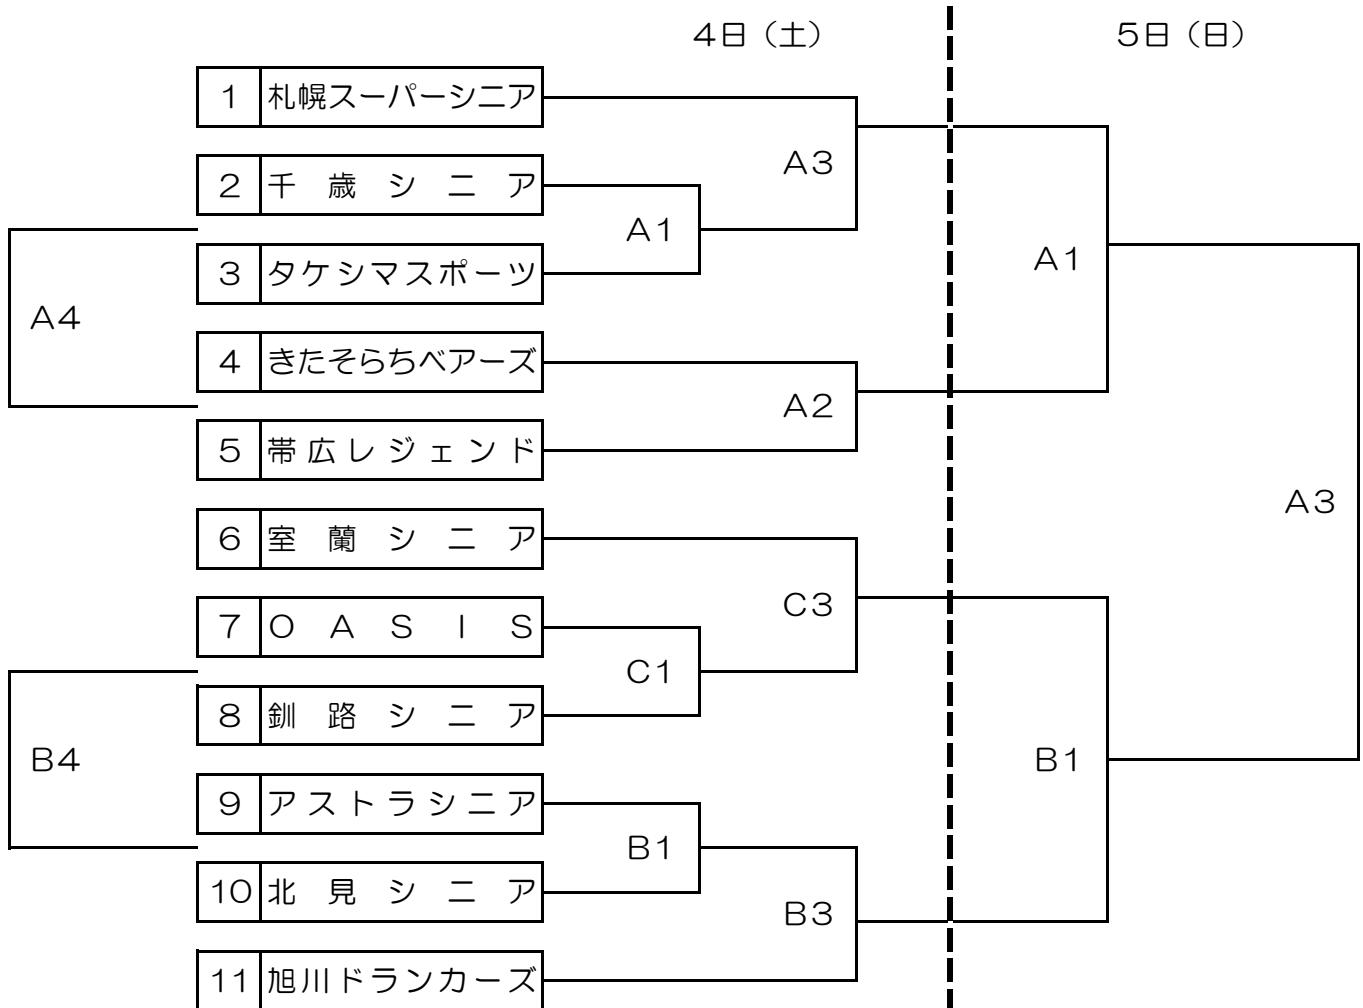 4日（土）
5日（日）
1 札幌スーパーシニア
A3
2 千歳シニア
A1
A1
3 タケシマスポーツ
A4
4 きたそらちベアーズ
A2
5 帯広レジェンド
A3
6 室蘭シニア
C3
7 OASIS
C1
8 釧路シニア
B4
B1
9 アストラシニア
B1
10 北見シニア
B3
11 旭川ドランカーズ